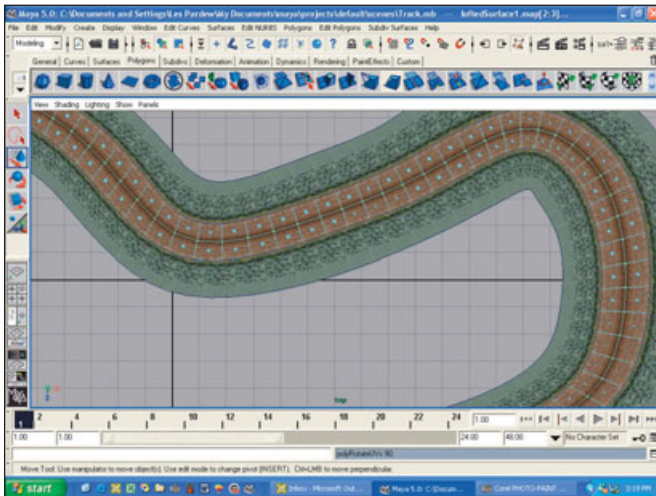 Maya 5.0: C:\Documents and Settings\Les Pardew\My Documents\maya\projects\default\scenes\Track.mb -- loftedSurface1.map[2:3]...
File Edit Modify Create Display Window Edit Curves Surfaces Edit NURBS Polygons Edit Polygons Subdiv Surfaces Help
Modeling
sel
General Curves Surfaces Polygons Subdivs Deformation Animation Dynamics Rendering PaintEffects Custom
View Shading Lighting Show Panels
top
2 4 6 8 10 12 14 16 18 20 22 24 1.00
1
1.00 1.00 24.00 48.00 No Character Set
polyRotateUVs 90
Move Tool: Use manipulator to move object(s). Use edit mode to change pivot (INSERT). Ctrl+LMB to move perpendicular.
start Inbox - Microsoft Out... Maya 5.0: C:\Docum... Corel PHOTO-PAINT 3:19 PM